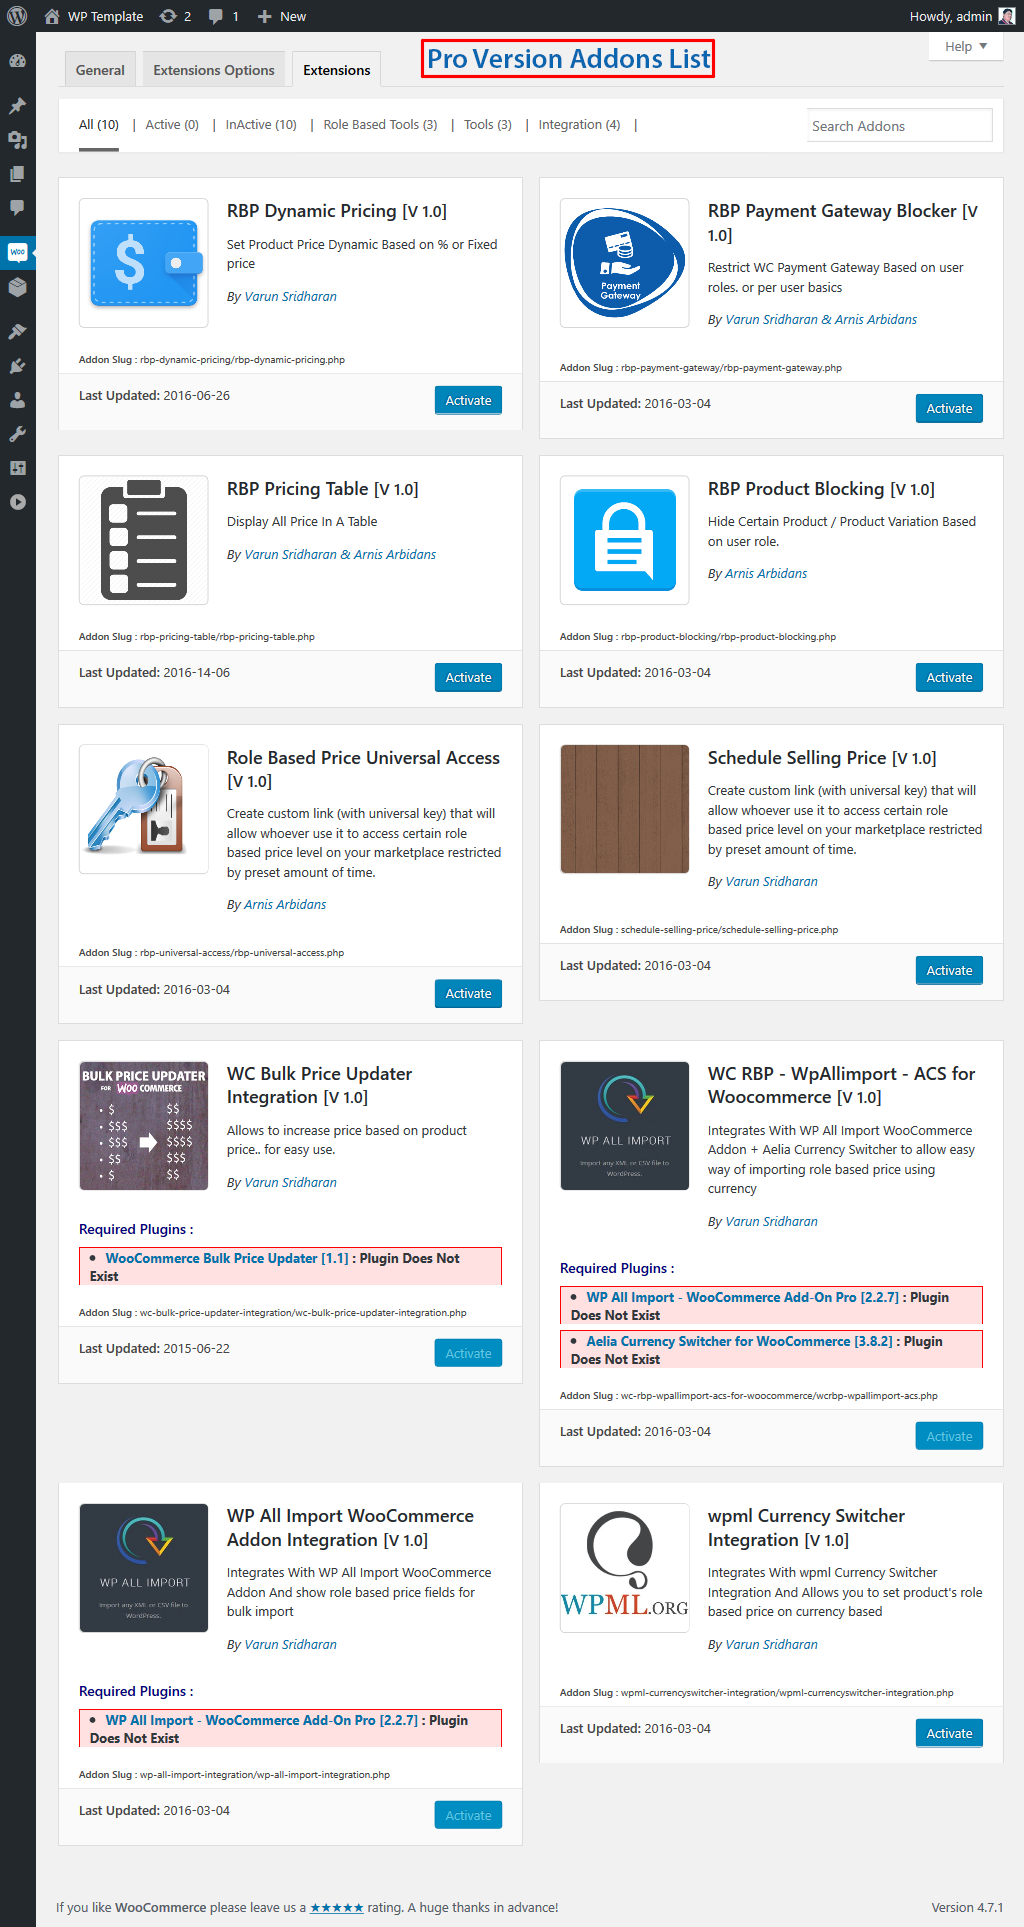 WP Template 2 1 New Howdy, admin
Help
General Extensions Options Extensions Pro Version Addons List
All (10) | Active (0) | InActive (10) | Role Based Tools (3) | Tools (3) | Integration (4) |
Search Addons
RBP Dynamic Pricing [V 1.0]
Set Product Price Dynamic Based on % or Fixed
price
By Varun Sridharan
Addon Slug : rbp-dynamic-pricing/rbp-dynamic-pricing.php
Last Updated: 2016-06-26
Activate
Payment
Gateway
RBP Payment Gateway Blocker [V
1.0]
Restrict WC Payment Gateway Based on user
roles. or per user basics
By Varun Sridharan & Arnis Arbidans
Addon Slug : rbp-payment-gateway/rbp-payment-gateway.php
Last Updated: 2016-03-04
Activate
RBP Pricing Table [V 1.0]
Display All Price In A Table
By Varun Sridharan & Arnis Arbidans
Addon Slug : rbp-pricing-table/rbp-pricing-table.php
Last Updated: 2016-14-06
Activate
RBP Product Blocking [V 1.0]
Hide Certain Product / Product Variation Based
on user role.
By Arnis Arbidans
Addon Slug : rbp-product-blocking/rbp-product-blocking.php
Last Updated: 2016-03-04
Activate
Role Based Price Universal Access
[V 1.0]
Create custom link (with universal key) that will
allow whoever use it to access certain role
based price level on your marketplace restricted
by preset amount of time.
By Arnis Arbidans
Addon Slug : rbp-universal-access/rbp-universal-access.php
Last Updated: 2016-03-04
Activate
Schedule Selling Price [V 1.0]
Create custom link (with universal key) that will
allow whoever use it to access certain role
based price level on your marketplace restricted
by preset amount of time.
By Varun Sridharan
Addon Slug : schedule-selling-price/schedule-selling-price.php
Last Updated: 2016-03-04
Activate
BULK PRICE UPDATER
FOR WOO COMMERCE
• $ $$
• $$$ $$$$
• $$$ $$$$
• $$ $$$
• $ $$
WC Bulk Price Updater
Integration [V 1.0]
Allows to increase price based on product
price.. for easy use.
By Varun Sridharan
Required Plugins :
• WooCommerce Bulk Price Updater [1.1] : Plugin Does Not
Exist
Addon Slug : wc-bulk-price-updater-integration/wc-bulk-price-updater-integration.php
Last Updated: 2015-06-22
Activate
WP ALL IMPORT
Import any XML or CSV file to
WordPress.
WC RBP - WpAllimport - ACS for
Woocommerce [V 1.0]
Integrates With WP All Import WooCommerce
Addon + Aelia Currency Switcher to allow easy
way of importing role based price using
currency
By Varun Sridharan
Required Plugins :
• WP All Import - WooCommerce Add-On Pro [2.2.7] : Plugin
Does Not Exist
• Aelia Currency Switcher for WooCommerce [3.8.2] : Plugin
Does Not Exist
Addon Slug : wc-rbp-wpallimport-acs-for-woocommerce/wcrbp-wpallimport-acs.php
Last Updated: 2016-03-04
Activate
WP ALL IMPORT
Import any XML or CSV file to
WordPress.
WP All Import WooCommerce
Addon Integration [V 1.0]
Integrates With WP All Import WooCommerce
Addon And show role based price fields for
bulk import
By Varun Sridharan
Required Plugins :
• WP All Import - WooCommerce Add-On Pro [2.2.7] : Plugin
Does Not Exist
Addon Slug : wp-all-import-integration/wp-all-import-integration.php
Last Updated: 2016-03-04
Activate
WPML.ORG
wpml Currency Switcher
Integration [V 1.0]
Integrates With wpml Currency Switcher
Integration And Allows you to set product's role
based price on currency based
By Varun Sridharan
Addon Slug : wpml-currencyswitcher-integration/wpml-currencyswitcher-integration.php
Last Updated: 2016-03-04
Activate
If you like WooCommerce please leave us a ★★★★★ rating. A huge thanks in advance! Version 4.7.1